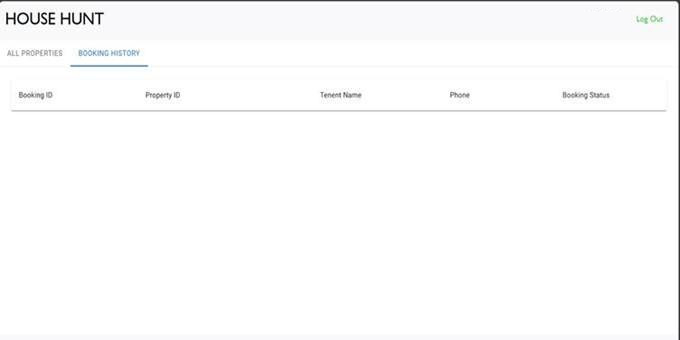 HOUSE HUNT
Log Out
ALL PROPERTIES BOOKING HISTORY
Booking ID Property ID Tenent Name Phone Booking Status